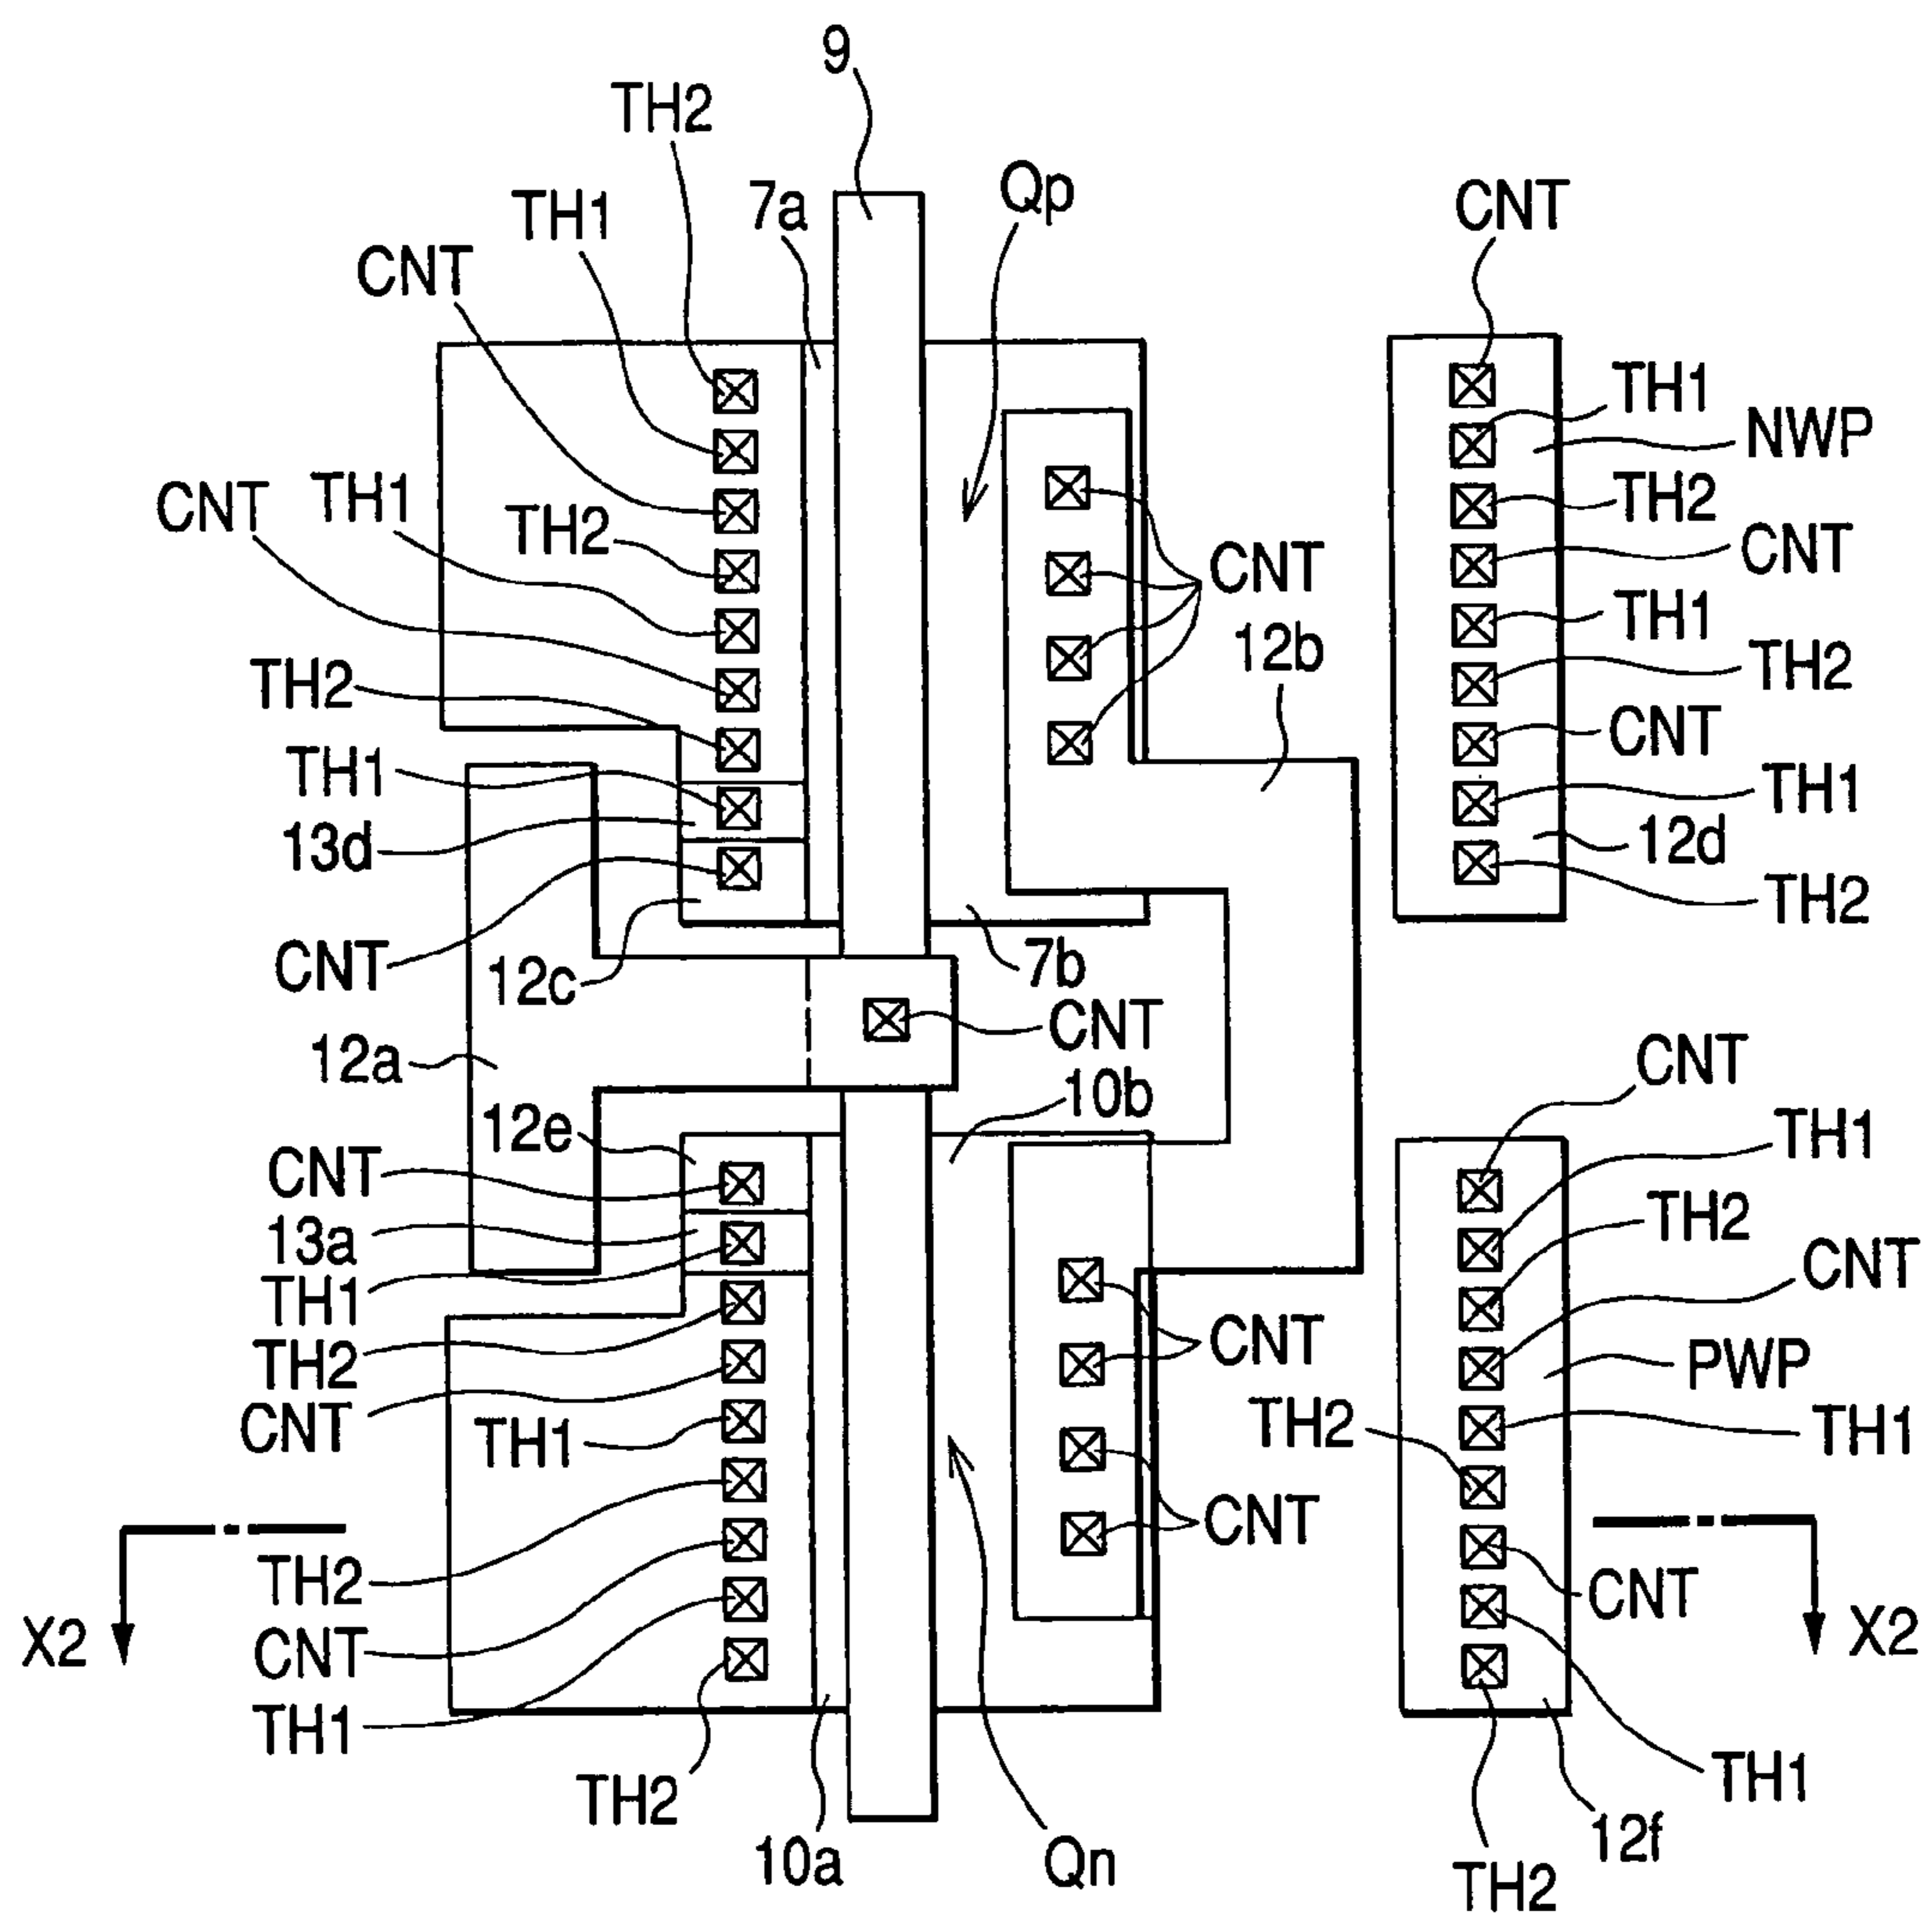 9
TH2
Qp
7a
TH1
CNT
CNT
TH1
NWP
CNT
TH1
TH2
TH2
CNT
CNT
TH1
12b
TH2
TH2
CNT
TH1
TH1
13d
12d
TH2
CNT
12c
7b
CNT
12a
CNT
10b
12e
TH1
CNT
TH2
13a
CNT
TH1
CNT
TH2
PWP
CNT
TH1
TH2
TH1
CNT
TH2
CNT
X2
CNT
X2
TH1
TH1
TH2
12f
10a
Qn
TH2